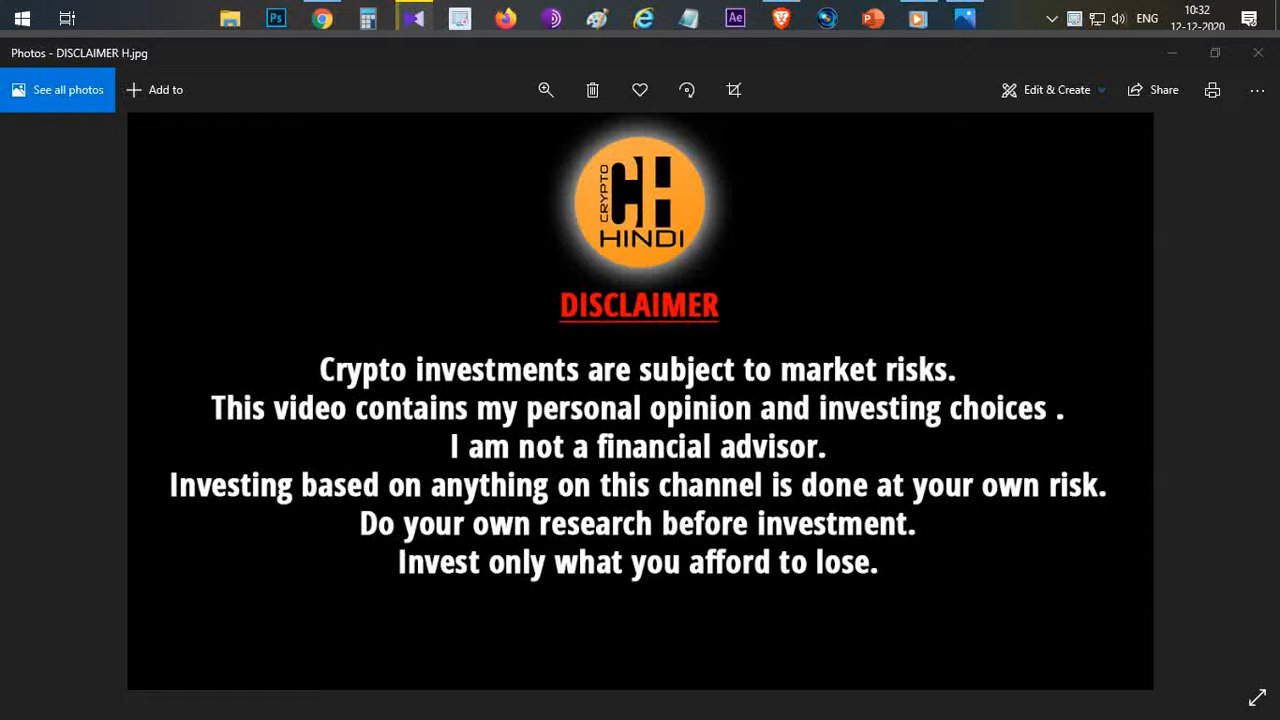 ENG
10:32
12-12-2020
Photos - DISCLAIMER H.jpg
See all photos
Add to
Edit & Create
Share
CRYPTO
CH
HINDI
DISCLAIMER
Crypto investments are subject to market risks.
This video contains my personal opinion and investing choices .
I am not a financial advisor.
Investing based on anything on this channel is done at your own risk.
Do your own research before investment.
Invest only what you afford to lose.